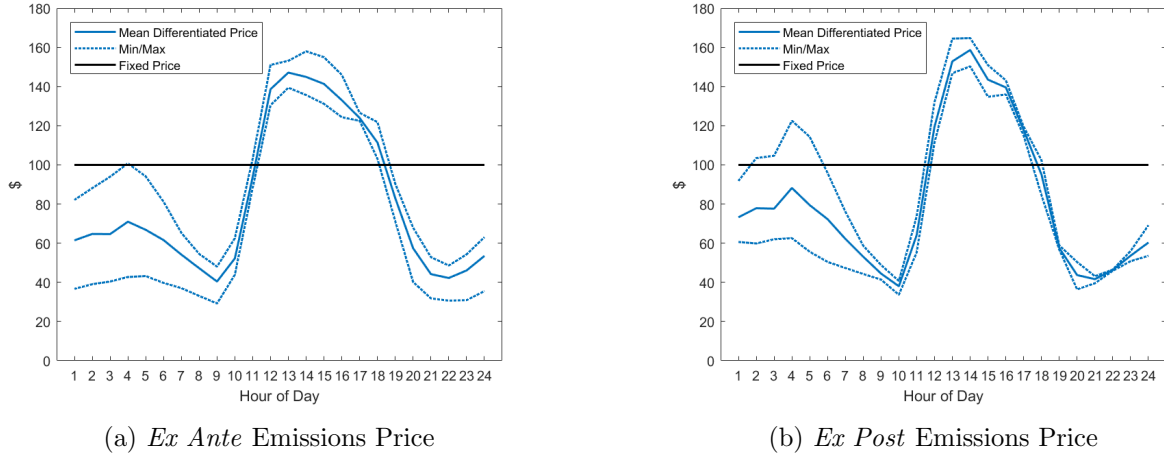 180
160
140
120
100
80
60
40
20
0
$
Mean Differentiated Price
Min/Max
Fixed Price
1 2 3 4 5 6 7 8 9 10 11 12 13 14 15 16 17 18 19 20 21 22 23 24
Hour of Day
(a) Ex Ante Emissions Price
180
160
140
120
100
80
60
40
20
0
$
Mean Differentiated Price
Min/Max
Fixed Price
1 2 3 4 5 6 7 8 9 10 11 12 13 14 15 16 17 18 19 20 21 22 23 24
Hour of Day
(b) Ex Post Emissions Price